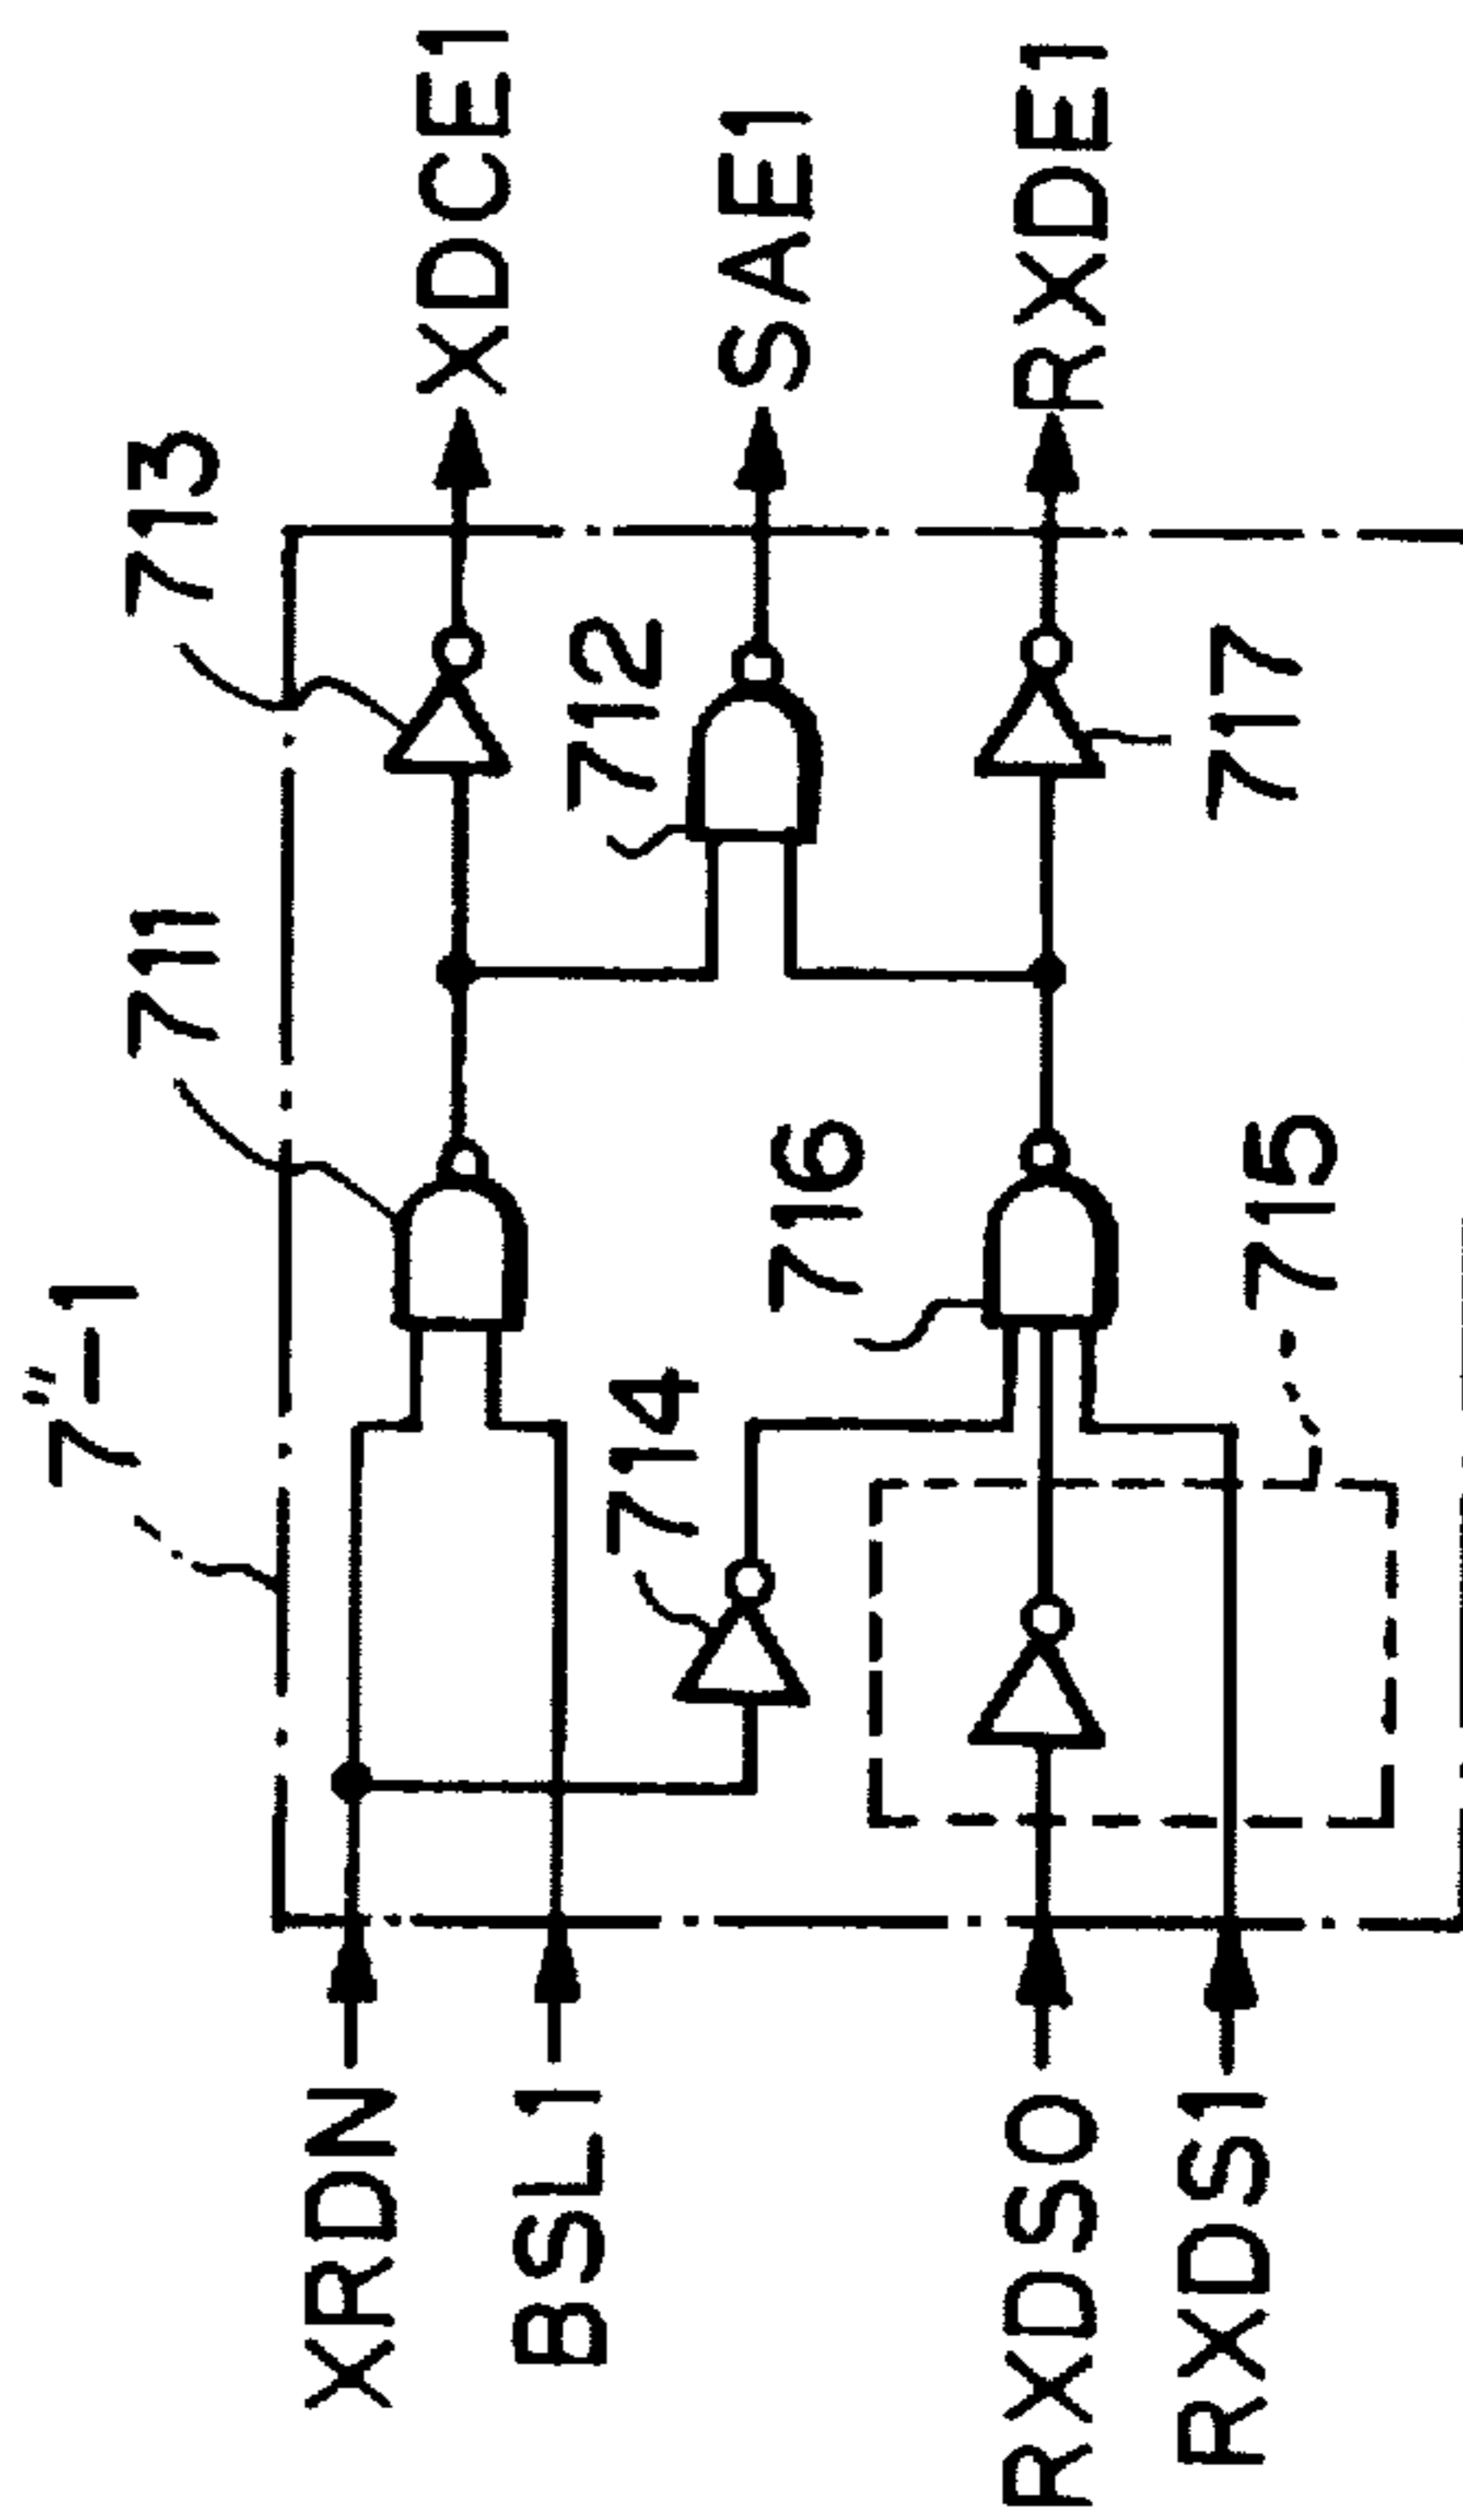 7"-1
711
713
XRDN
XDCE1
BSL1
714
712
716
SAE1
RXDS0
RXDE1
RXDS1
715
717